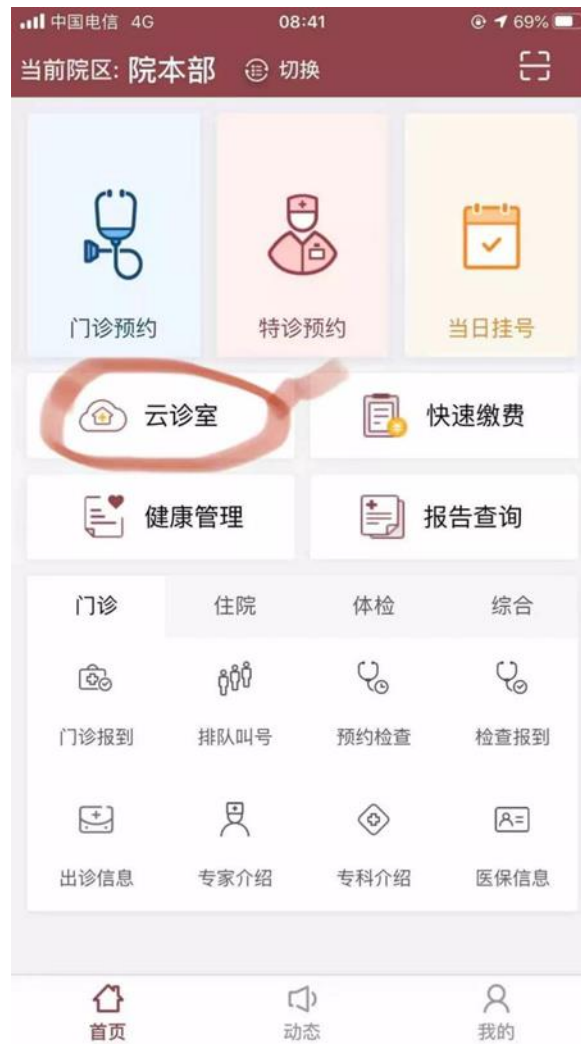 中国电信 4G 08:41 69%
当前院区: 院本部 切换
门诊预约 特诊预约 当日挂号
云诊室 快速缴费
健康管理 报告查询
门诊 住院 体检 综合
门诊报到 排队叫号 预约检查 检查报到
出诊信息 专家介绍 专科介绍 医保信息
首页 动态 我的